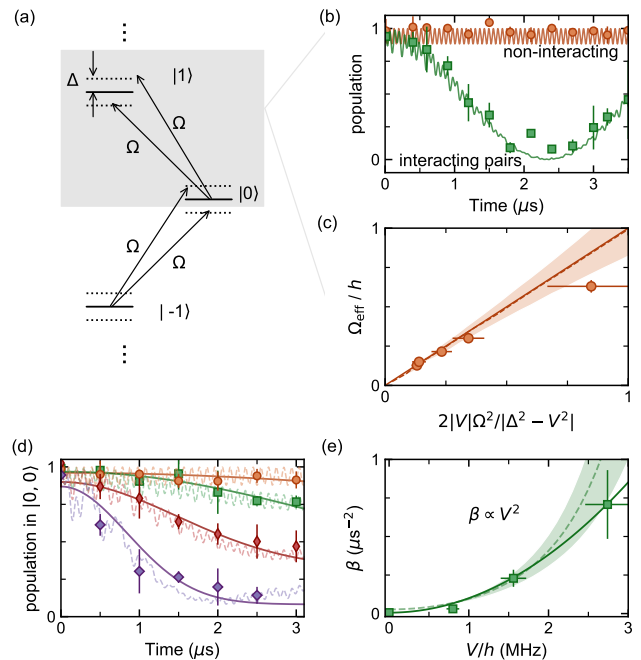 (a)
⋮
Δ
|1⟩
Ω
Ω
|0⟩
Ω
Ω
| -1⟩
⋮
(b)
population
1
0
non-interacting
interacting pairs
0
1
2
3
Time (μs)
(c)
Ω_eff / h
1
0
0
1
2|V|Ω²/|Δ² − V²|
(d)
population in |0, 0⟩
1
0
0
1
2
3
Time (μs)
(e)
β (μs⁻²)
1
0
β ∝ V²
0
1
2
3
V/h (MHz)